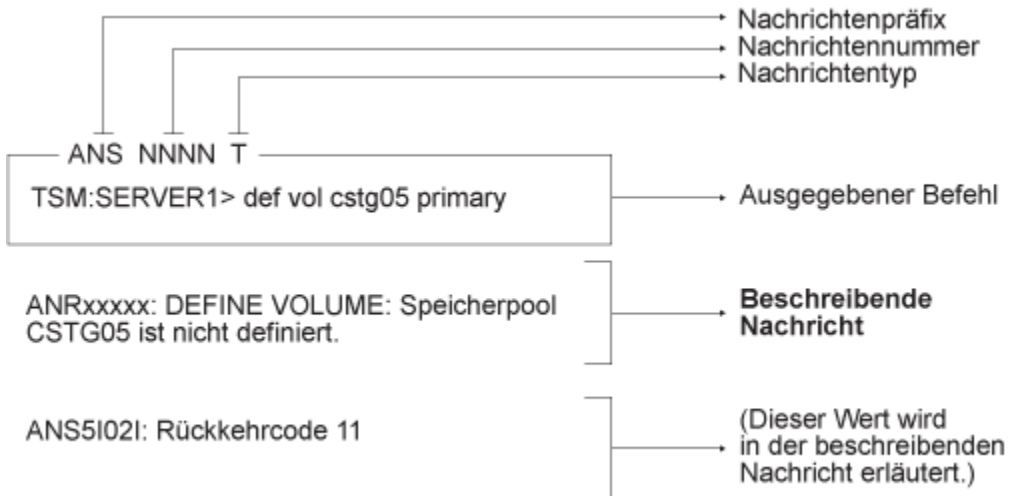 Nachrichtenpräfix
Nachrichtennummer
Nachrichtentyp
ANS NNNN T
TSM:SERVER1> def vol cstg05 primary
Ausgegebener Befehl
ANRxxxxx: DEFINE VOLUME: Speicherpool
CSTG05 ist nicht definiert.
Beschreibende
Nachricht
ANS5I02I: Rückkehrcode 11
(Dieser Wert wird
in der beschreibenden
Nachricht erläutert.)